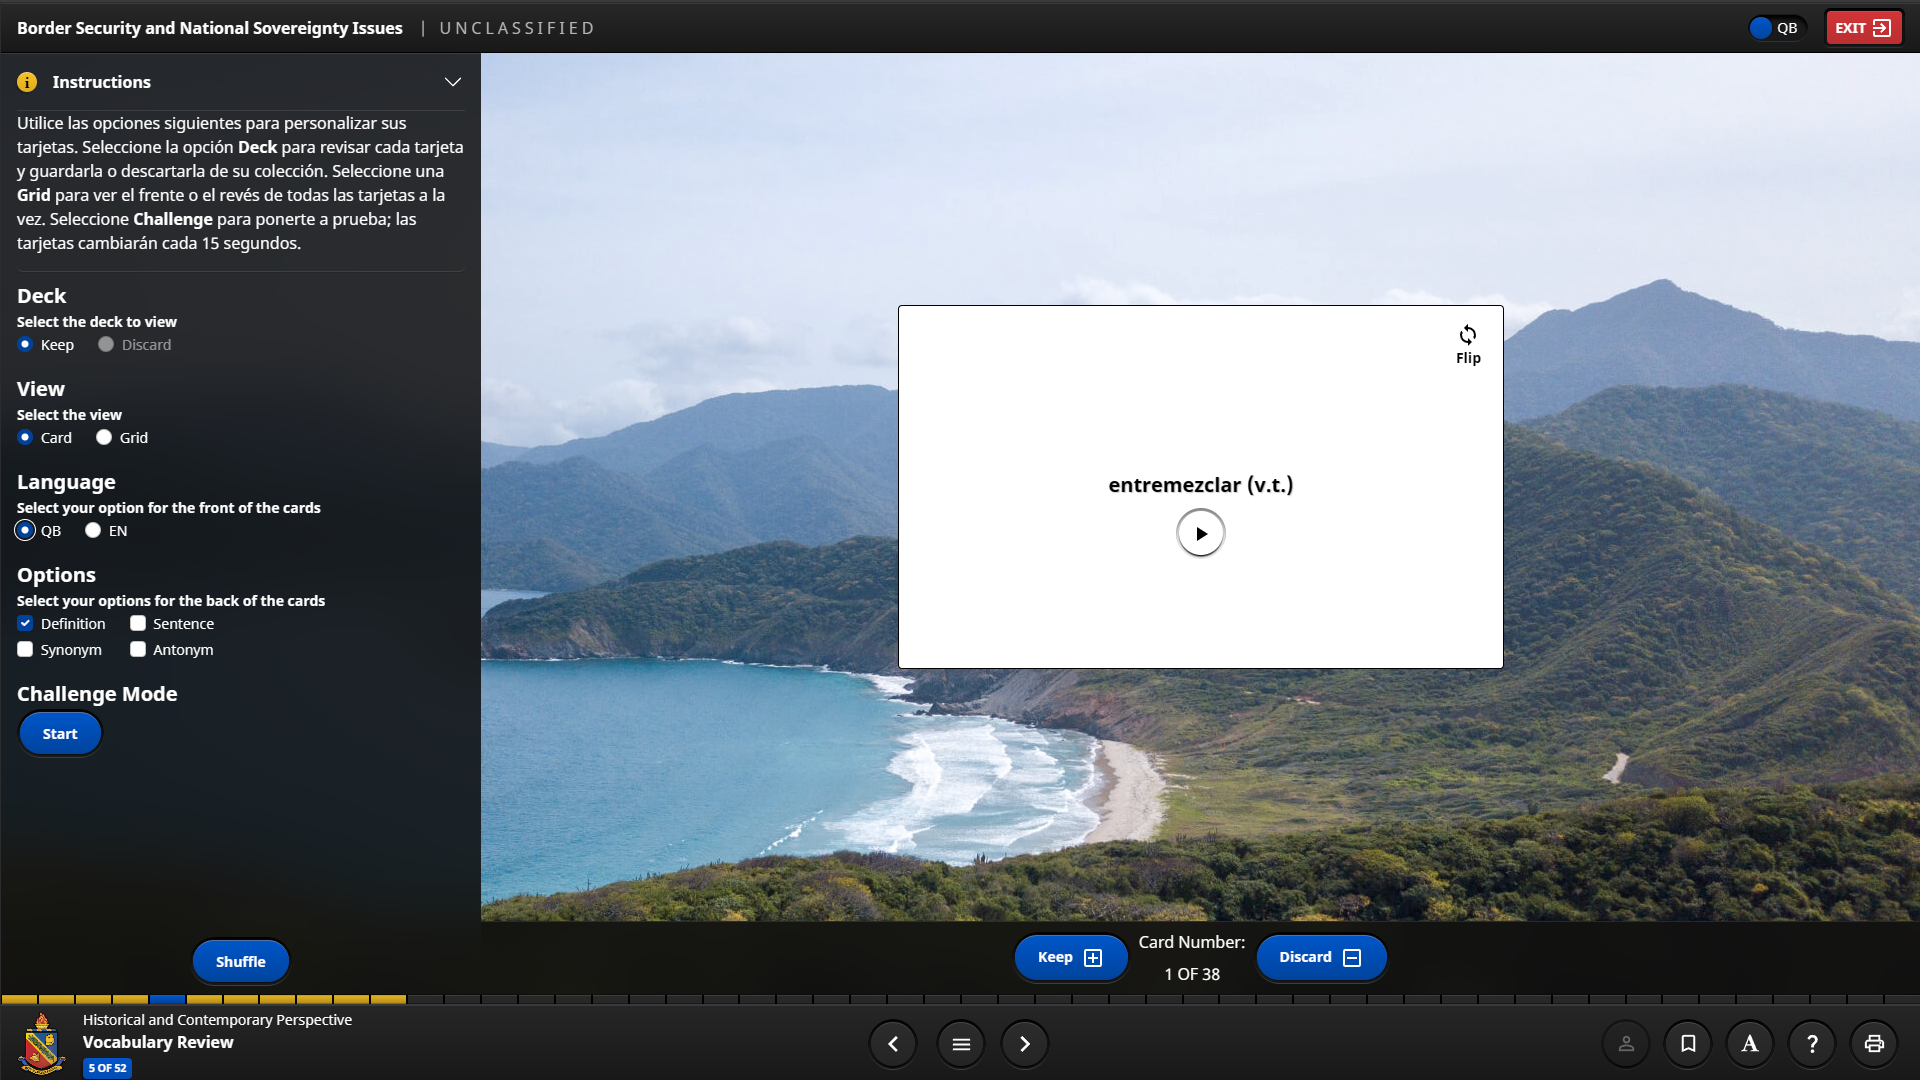 Border Security and National Sovereignty Issues | UNCLASSIFIED
QB
EXIT
Instructions
Utilice las opciones siguientes para personalizar sus
tarjetas. Seleccione la opción Deck para revisar cada tarjeta
y guardarla o descartarla de su colección. Seleccione una
Grid para ver el frente o el revés de todas las tarjetas a la
vez. Seleccione Challenge para ponerte a prueba; las
tarjetas cambiarán cada 15 segundos.
Deck
Select the deck to view
Keep Discard
View
Select the view
Card Grid
Language
Select your option for the front of the cards
QB EN
Options
Select your options for the back of the cards
Definition Sentence
Synonym Antonym
Challenge Mode
Start
Shuffle
Flip
entremezclar (v.t.)
Keep
Card Number:
1 OF 38
Discard
Historical and Contemporary Perspective
Vocabulary Review
5 OF 52
A
?